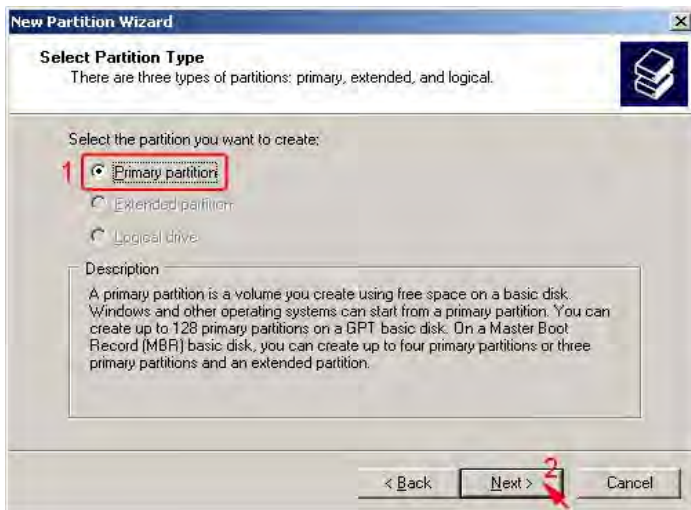 New Partition Wizard
Select Partition Type
There are three types of partitions: primary, extended, and logical.
Select the partition you want to create:
1 Primary partition
Extended partition
Logical drive
Description
A primary partition is a volume you create using free space on a basic disk.
Windows and other operating systems can start from a primary partition. You can
create up to 128 primary partitions on a GPT basic disk. On a Master Boot
Record (MBR) basic disk, you can create up to four primary partitions or three
primary partitions and an extended partition.
2
< Back Next > Cancel